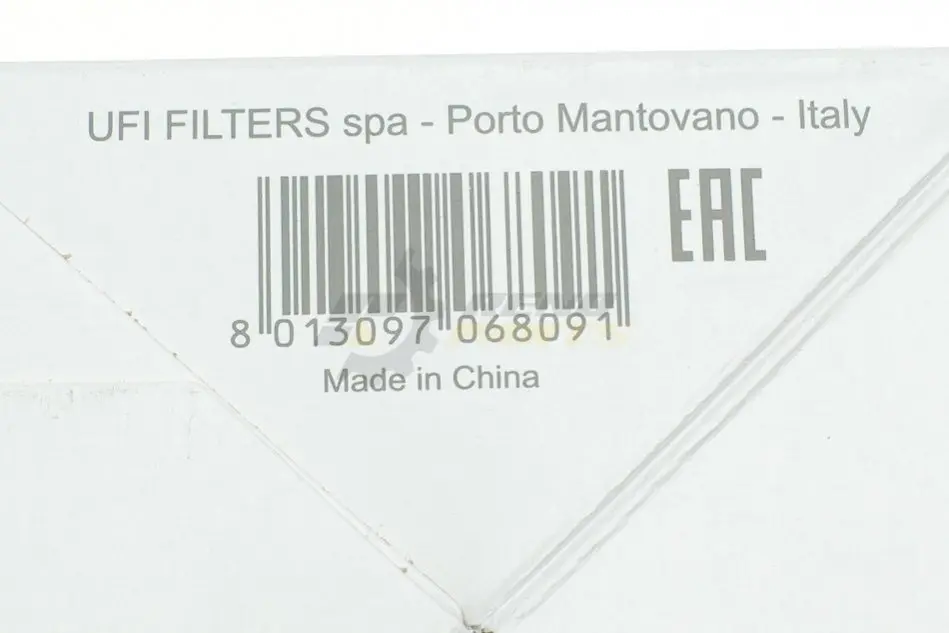 UFI FILTERS spa - Porto Mantovano - Italy
EAC
8 013097 068091
Made in China